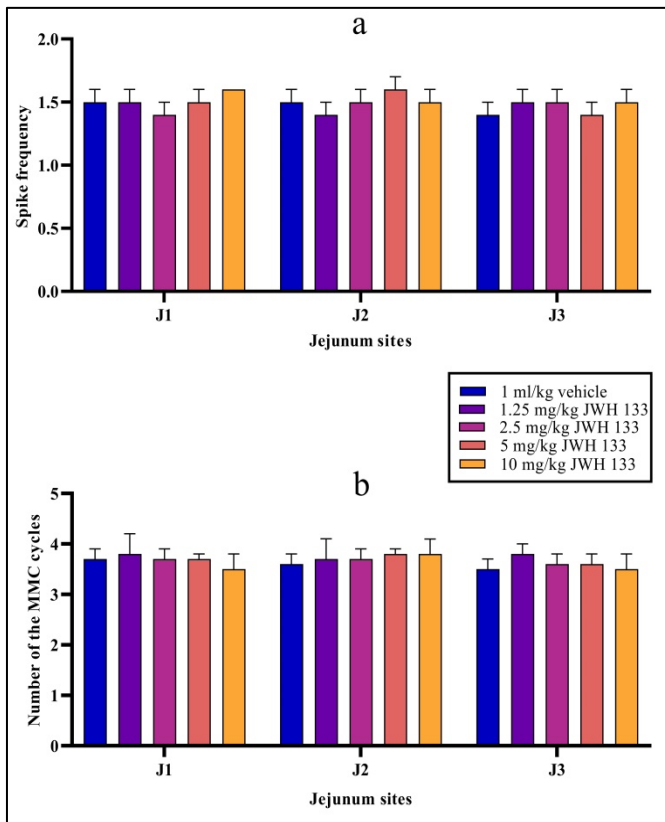 a
2.0
1.5
1.0
0.5
0.0
Spike frequency
J1 J2 J3
Jejunum sites
1 ml/kg vehicle
1.25 mg/kg JWH 133
2.5 mg/kg JWH 133
5 mg/kg JWH 133
10 mg/kg JWH 133
b
5
4
3
2
1
0
Number of the MMC cycles
J1 J2 J3
Jejunum sites